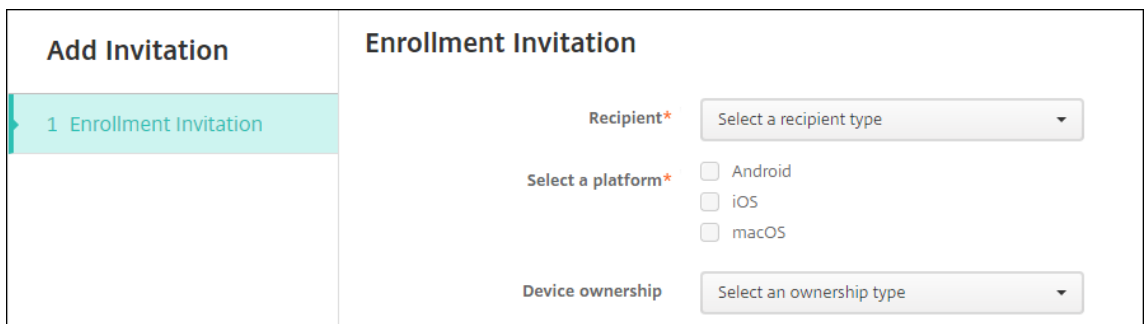 Add Invitation
1 Enrollment Invitation
Enrollment Invitation
Recipient* Select a recipient type
Select a platform* Android
iOS
macOS
Device ownership Select an ownership type